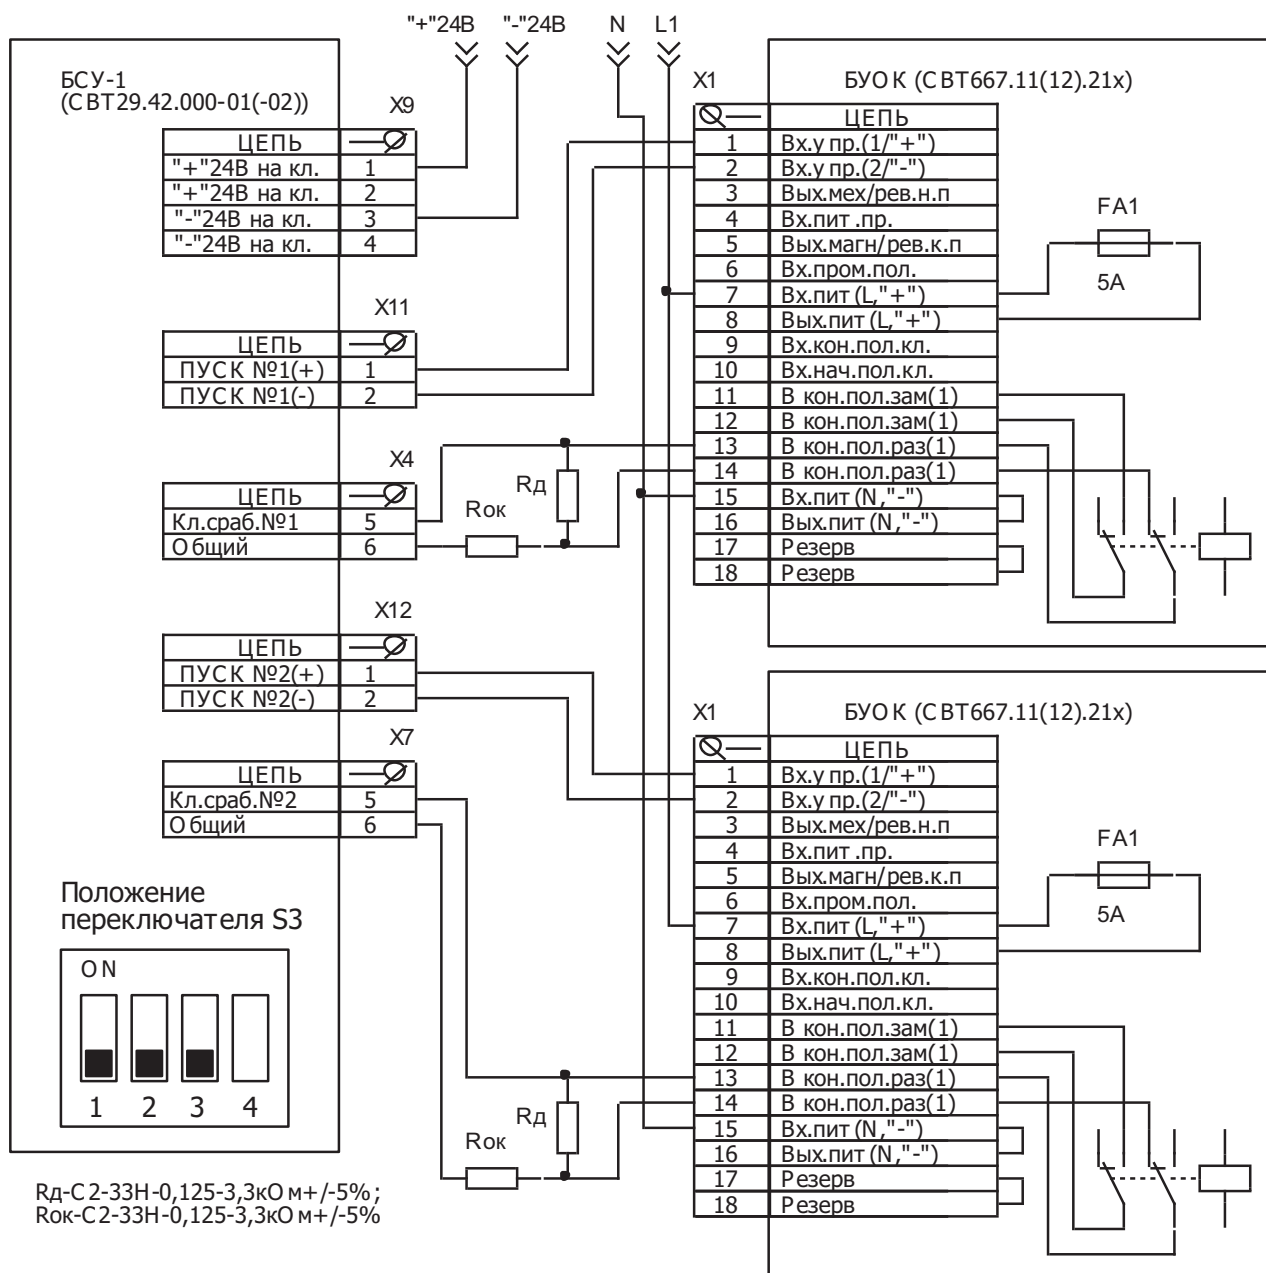 "+"24В "-"24В N L1
БСУ-1
(СВТ29.42.000-01(-02))
X9
ЦЕПЬ
"+"24В на кл. 1
"+"24В на кл. 2
"-"24В на кл. 3
"-"24В на кл. 4
X11
ЦЕПЬ
ПУСК №1(+) 1
ПУСК №1(-) 2
X4
ЦЕПЬ
Кл.сраб.№1 5
Общий 6
X12
ЦЕПЬ
ПУСК №2(+) 1
ПУСК №2(-) 2
X7
ЦЕПЬ
Кл.сраб.№2 5
Общий 6
Положение
переключателя S3
ON
1 2 3 4
Rд-С2-33Н-0,125-3,3кОм+/-5%;
Rок-С2-33Н-0,125-3,3кОм+/-5%
Rд
Rок
Rд
Rок
X1 БУОК (СВТ667.11(12).21х)
ЦЕПЬ
1 Вх.упр.(1/"+")
2 Вх.упр.(2/"-")
3 Вых.мех/рев.н.п
4 Вх.пит.пр.
5 Вых.магн/рев.к.п
6 Вх.пром.пол.
7 Вх.пит(L,"+")
8 Вых.пит(L,"+")
9 Вх.кон.пол.кл.
10 Вх.нач.пол.кл.
11 В кон.пол.зам(1)
12 В кон.пол.зам(1)
13 В кон.пол.раз(1)
14 В кон.пол.раз(1)
15 Вх.пит(N,"-")
16 Вых.пит(N,"-")
17 Резерв
18 Резерв
FA1
5А
X1 БУОК (СВТ667.11(12).21х)
ЦЕПЬ
1 Вх.упр.(1/"+")
2 Вх.упр.(2/"-")
3 Вых.мех/рев.н.п
4 Вх.пит.пр.
5 Вых.магн/рев.к.п
6 Вх.пром.пол.
7 Вх.пит(L,"+")
8 Вых.пит(L,"+")
9 Вх.кон.пол.кл.
10 Вх.нач.пол.кл.
11 В кон.пол.зам(1)
12 В кон.пол.зам(1)
13 В кон.пол.раз(1)
14 В кон.пол.раз(1)
15 Вх.пит(N,"-")
16 Вых.пит(N,"-")
17 Резерв
18 Резерв
FA1
5А